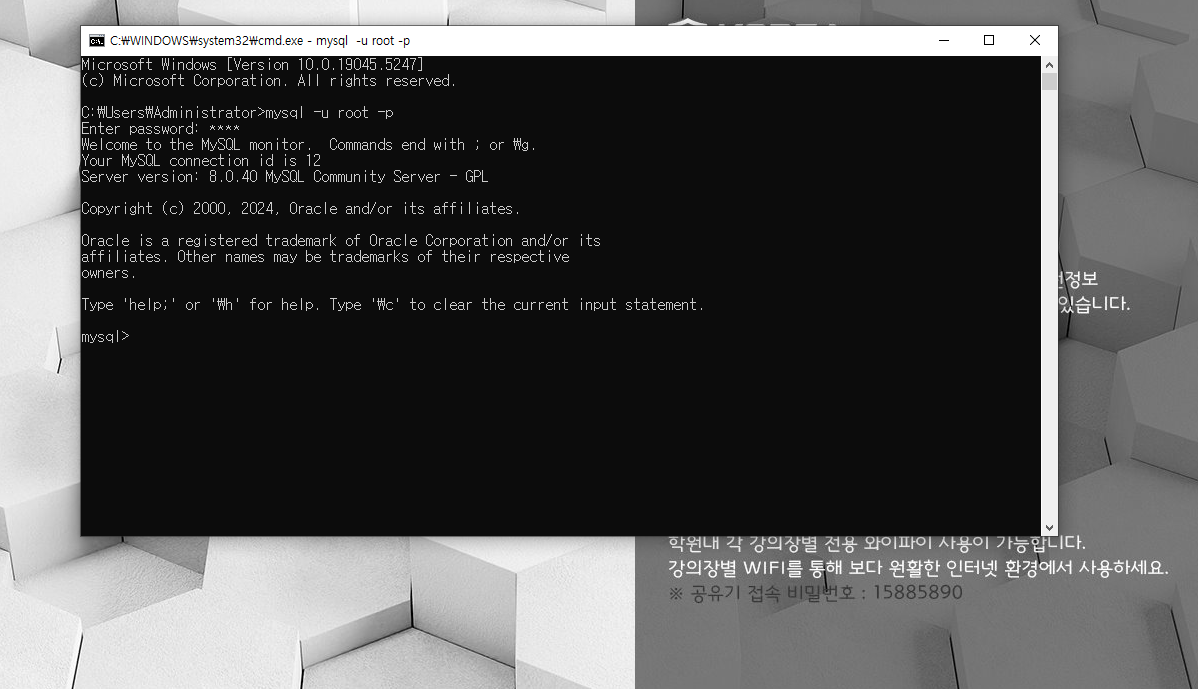 C:₩WINDOWS₩system32₩cmd.exe - mysql  -u root -p
Microsoft Windows [Version 10.0.19045.5247]
(c) Microsoft Corporation. All rights reserved.
C:₩Users₩Administrator>mysql -u root -p
Enter password: ****
Welcome to the MySQL monitor.  Commands end with ; or ₩g.
Your MySQL connection id is 12
Server version: 8.0.40 MySQL Community Server - GPL
Copyright (c) 2000, 2024, Oracle and/or its affiliates.
Oracle is a registered trademark of Oracle Corporation and/or its
affiliates. Other names may be trademarks of their respective
owners.
Type 'help;' or '₩h' for help. Type '₩c' to clear the current input statement.
mysql>
정보
있습니다.
학원내 각 강의장별 전용 와이파이 사용이 가능합니다.
강의장별 WIFI를 통해 보다 원활한 인터넷 환경에서 사용하세요.
※ 공유기 접속 비밀번호 : 15885890